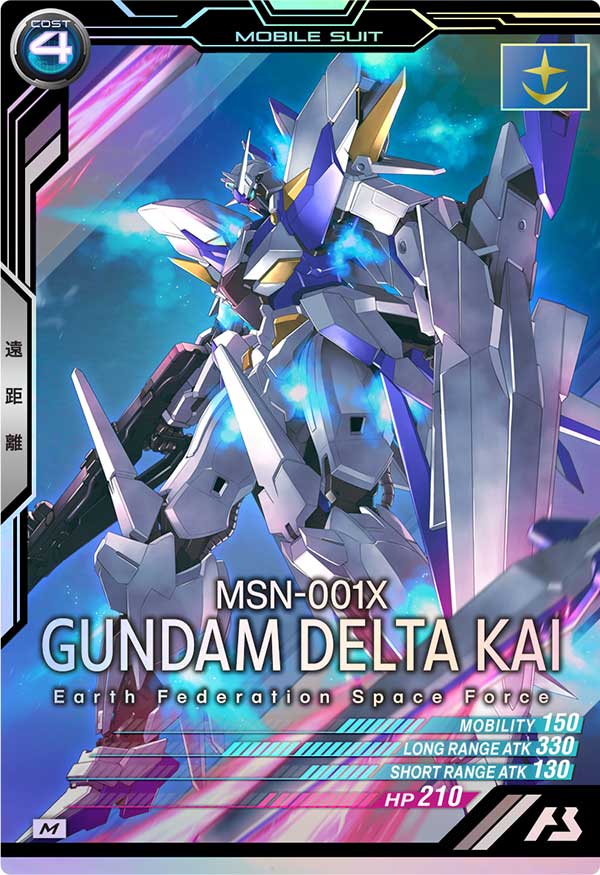 COST
4
MOBILE SUIT
遠距離
MSN-001X
GUNDAM DELTA KAI
Earth Federation Space Force
MOBILITY 150
LONG RANGE ATK 330
SHORT RANGE ATK 130
HP 210
M